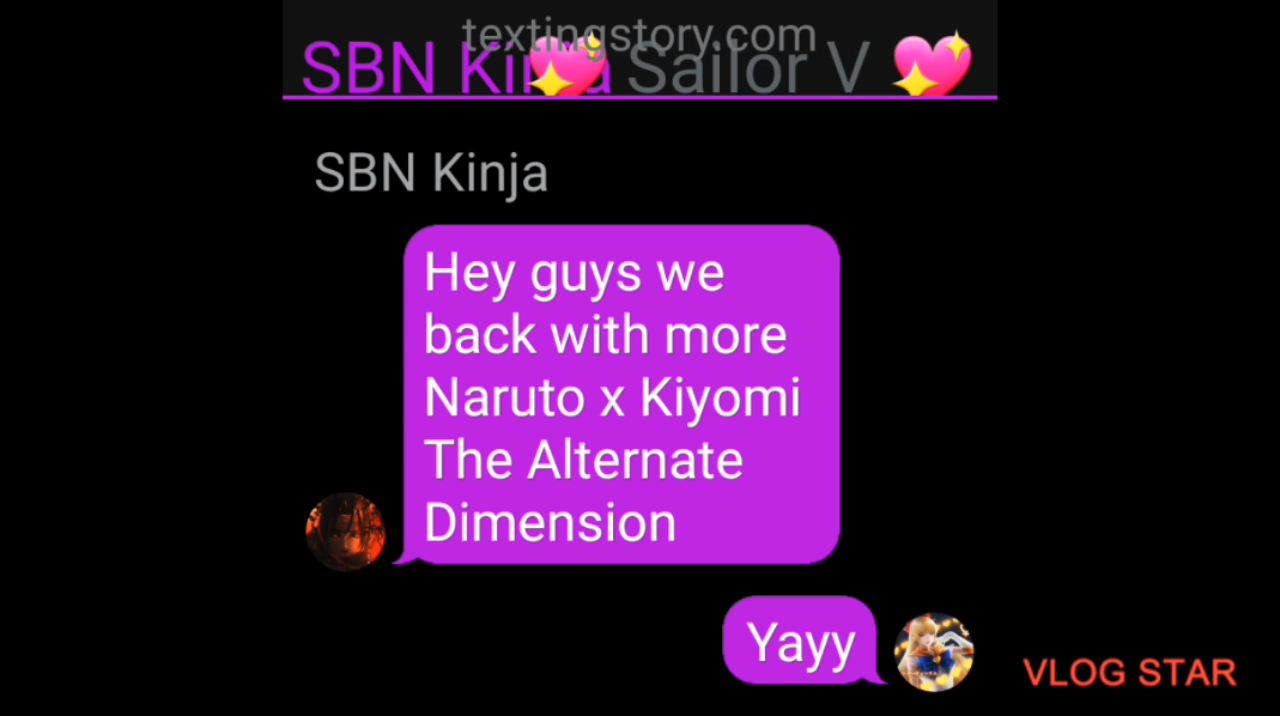 textingstory.com
SBN Ki💖a Sailor V 💖
SBN Kinja
Hey guys we
back with more
Naruto x Kiyomi
The Alternate
Dimension
Yayy
VLOG STAR